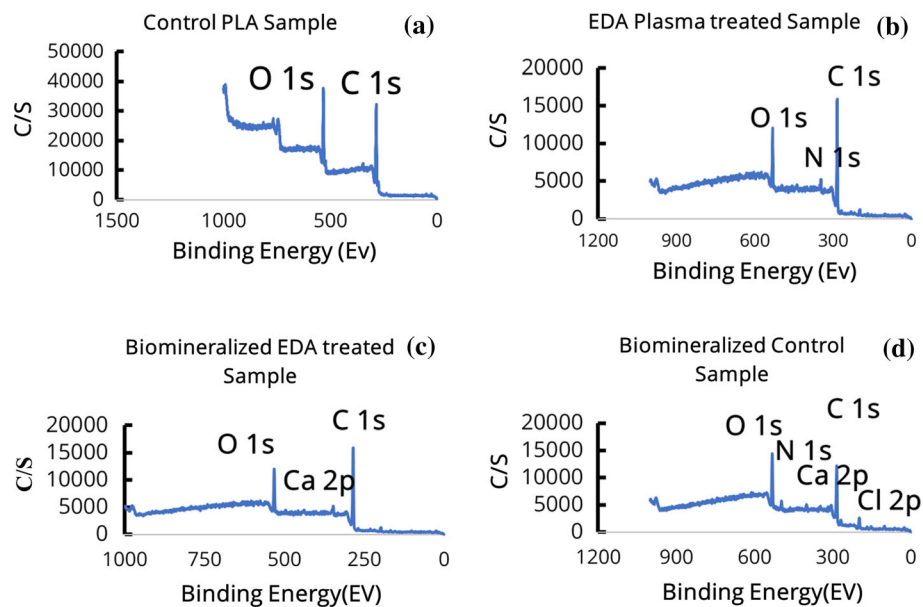 Control PLA Sample (a)
C/S
50000
40000
30000
20000
10000
0
O 1s C 1s
1500 1000 500 0
Binding Energy (Ev)
EDA Plasma treated Sample (b)
C/S
20000
15000
10000
5000
0
C 1s
O 1s
N 1s
1200 900 600 300 0
Binding Energy (Ev)
Biomineralized EDA treated (c)
Sample
C/S
20000
15000
10000
5000
0
C 1s
O 1s
Ca 2p
1000 750 500 250 0
Binding Energy(EV)
Biomineralized Control (d)
Sample
C/S
20000
15000
10000
5000
0
C 1s
O 1s
N 1s
Ca 2p
Cl 2p
1200 900 600 300 0
Binding Energy(EV)